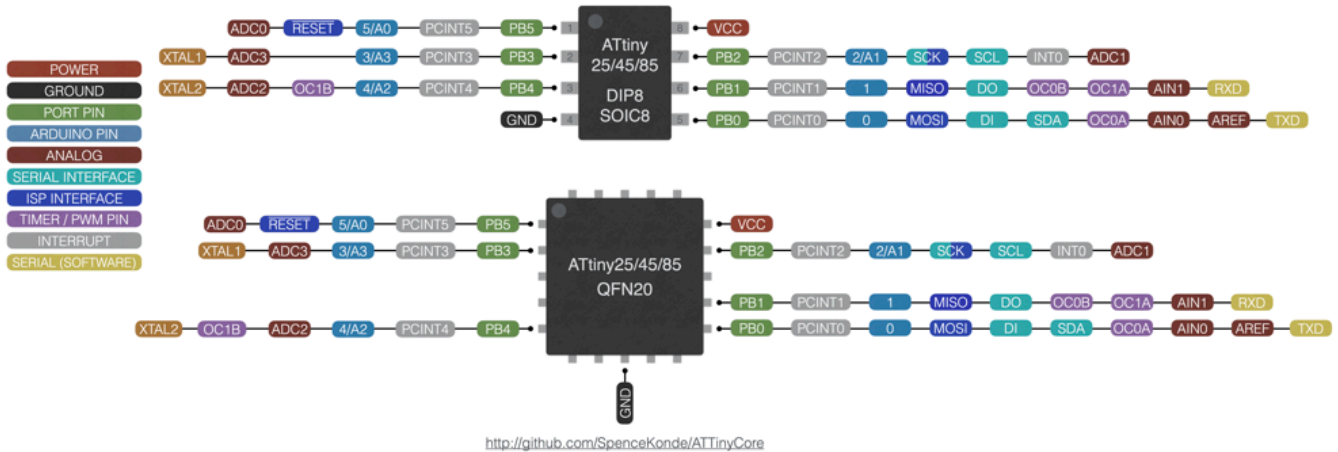 ADC0 RESET 5/A0 PCINT5 PB5 1 ATtiny 25/45/85 DIP8 SOIC8 8 VCC
XTAL1 ADC3 3/A3 PCINT3 PB3 2 7 PB2 PCINT2 2/A1 SCK SCL INT0 ADC1
XTAL2 ADC2 OC1B 4/A2 PCINT4 PB4 3 6 PB1 PCINT1 1 MISO DO OC0B OC1A AIN1 RXD
GND 4 5 PB0 PCINT0 0 MOSI DI SDA OC0A AIN0 AREF TXD
POWER
GROUND
PORT PIN
ARDUINO PIN
ANALOG
SERIAL INTERFACE
ISP INTERFACE
TIMER / PWM PIN
INTERRUPT
SERIAL (SOFTWARE)
ADC0 RESET 5/A0 PCINT5 PB5 VCC
XTAL1 ADC3 3/A3 PCINT3 PB3 PB2 PCINT2 2/A1 SCK SCL INT0 ADC1
ATtiny25/45/85
QFN20
PB1 PCINT1 1 MISO DO OC0B OC1A AIN1 RXD
XTAL2 OC1B ADC2 4/A2 PCINT4 PB4 PB0 PCINT0 0 MOSI DI SDA OC0A AIN0 AREF TXD
GND
http://github.com/SpenceKonde/ATTinyCore